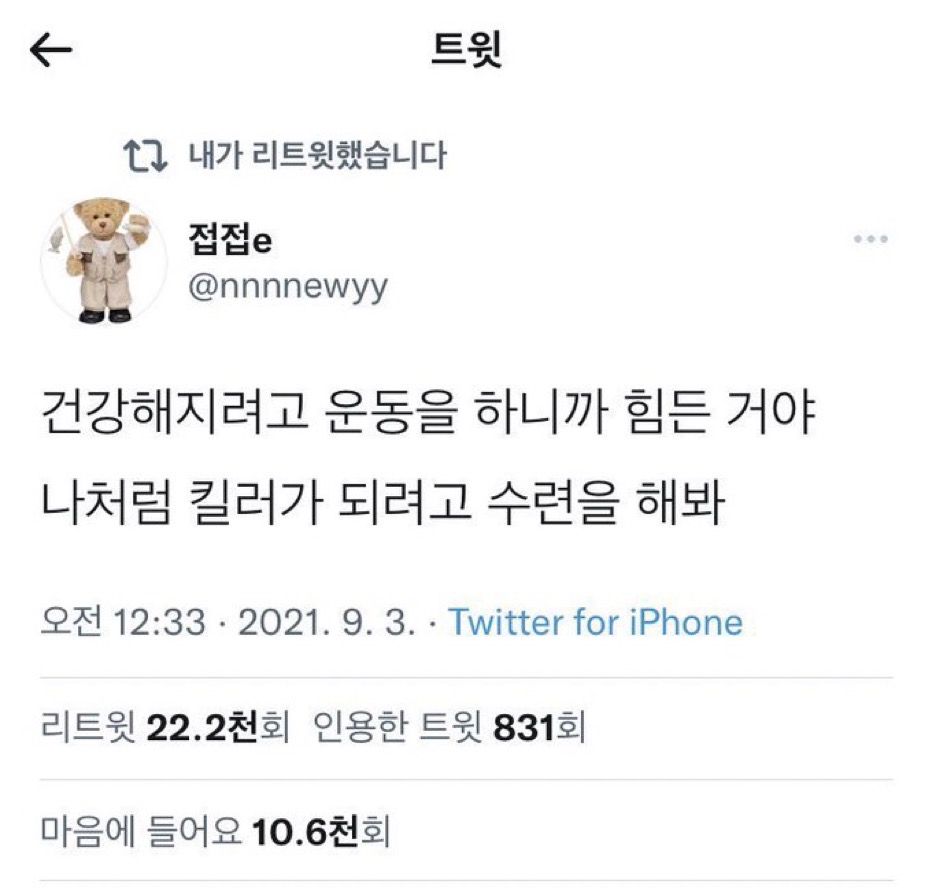 트윗
내가 리트윗했습니다
접접e
@nnnnewyy
건강해지려고 운동을 하니까 힘든 거야
나처럼 킬러가 되려고 수련을 해봐
오전 12:33 · 2021. 9. 3. · Twitter for iPhone
리트윗 22.2천회 인용한 트윗 831회
마음에 들어요 10.6천회